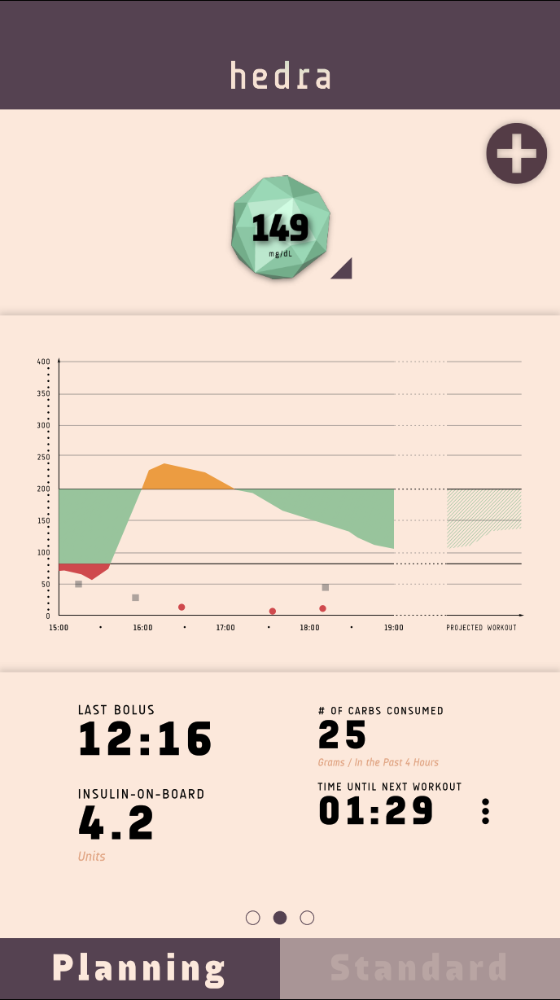 hedra
149
mg/dL
400
350
300
250
200
150
100
50
0
15:00 16:00 17:00 18:00 19:00 PROJECTED WORKOUT
LAST BOLUS
12:16
INSULIN-ON-BOARD
4.2
Units
# OF CARBS CONSUMED
25
Grams / In the Past 4 Hours
TIME UNTIL NEXT WORKOUT
01:29
Planning Standard